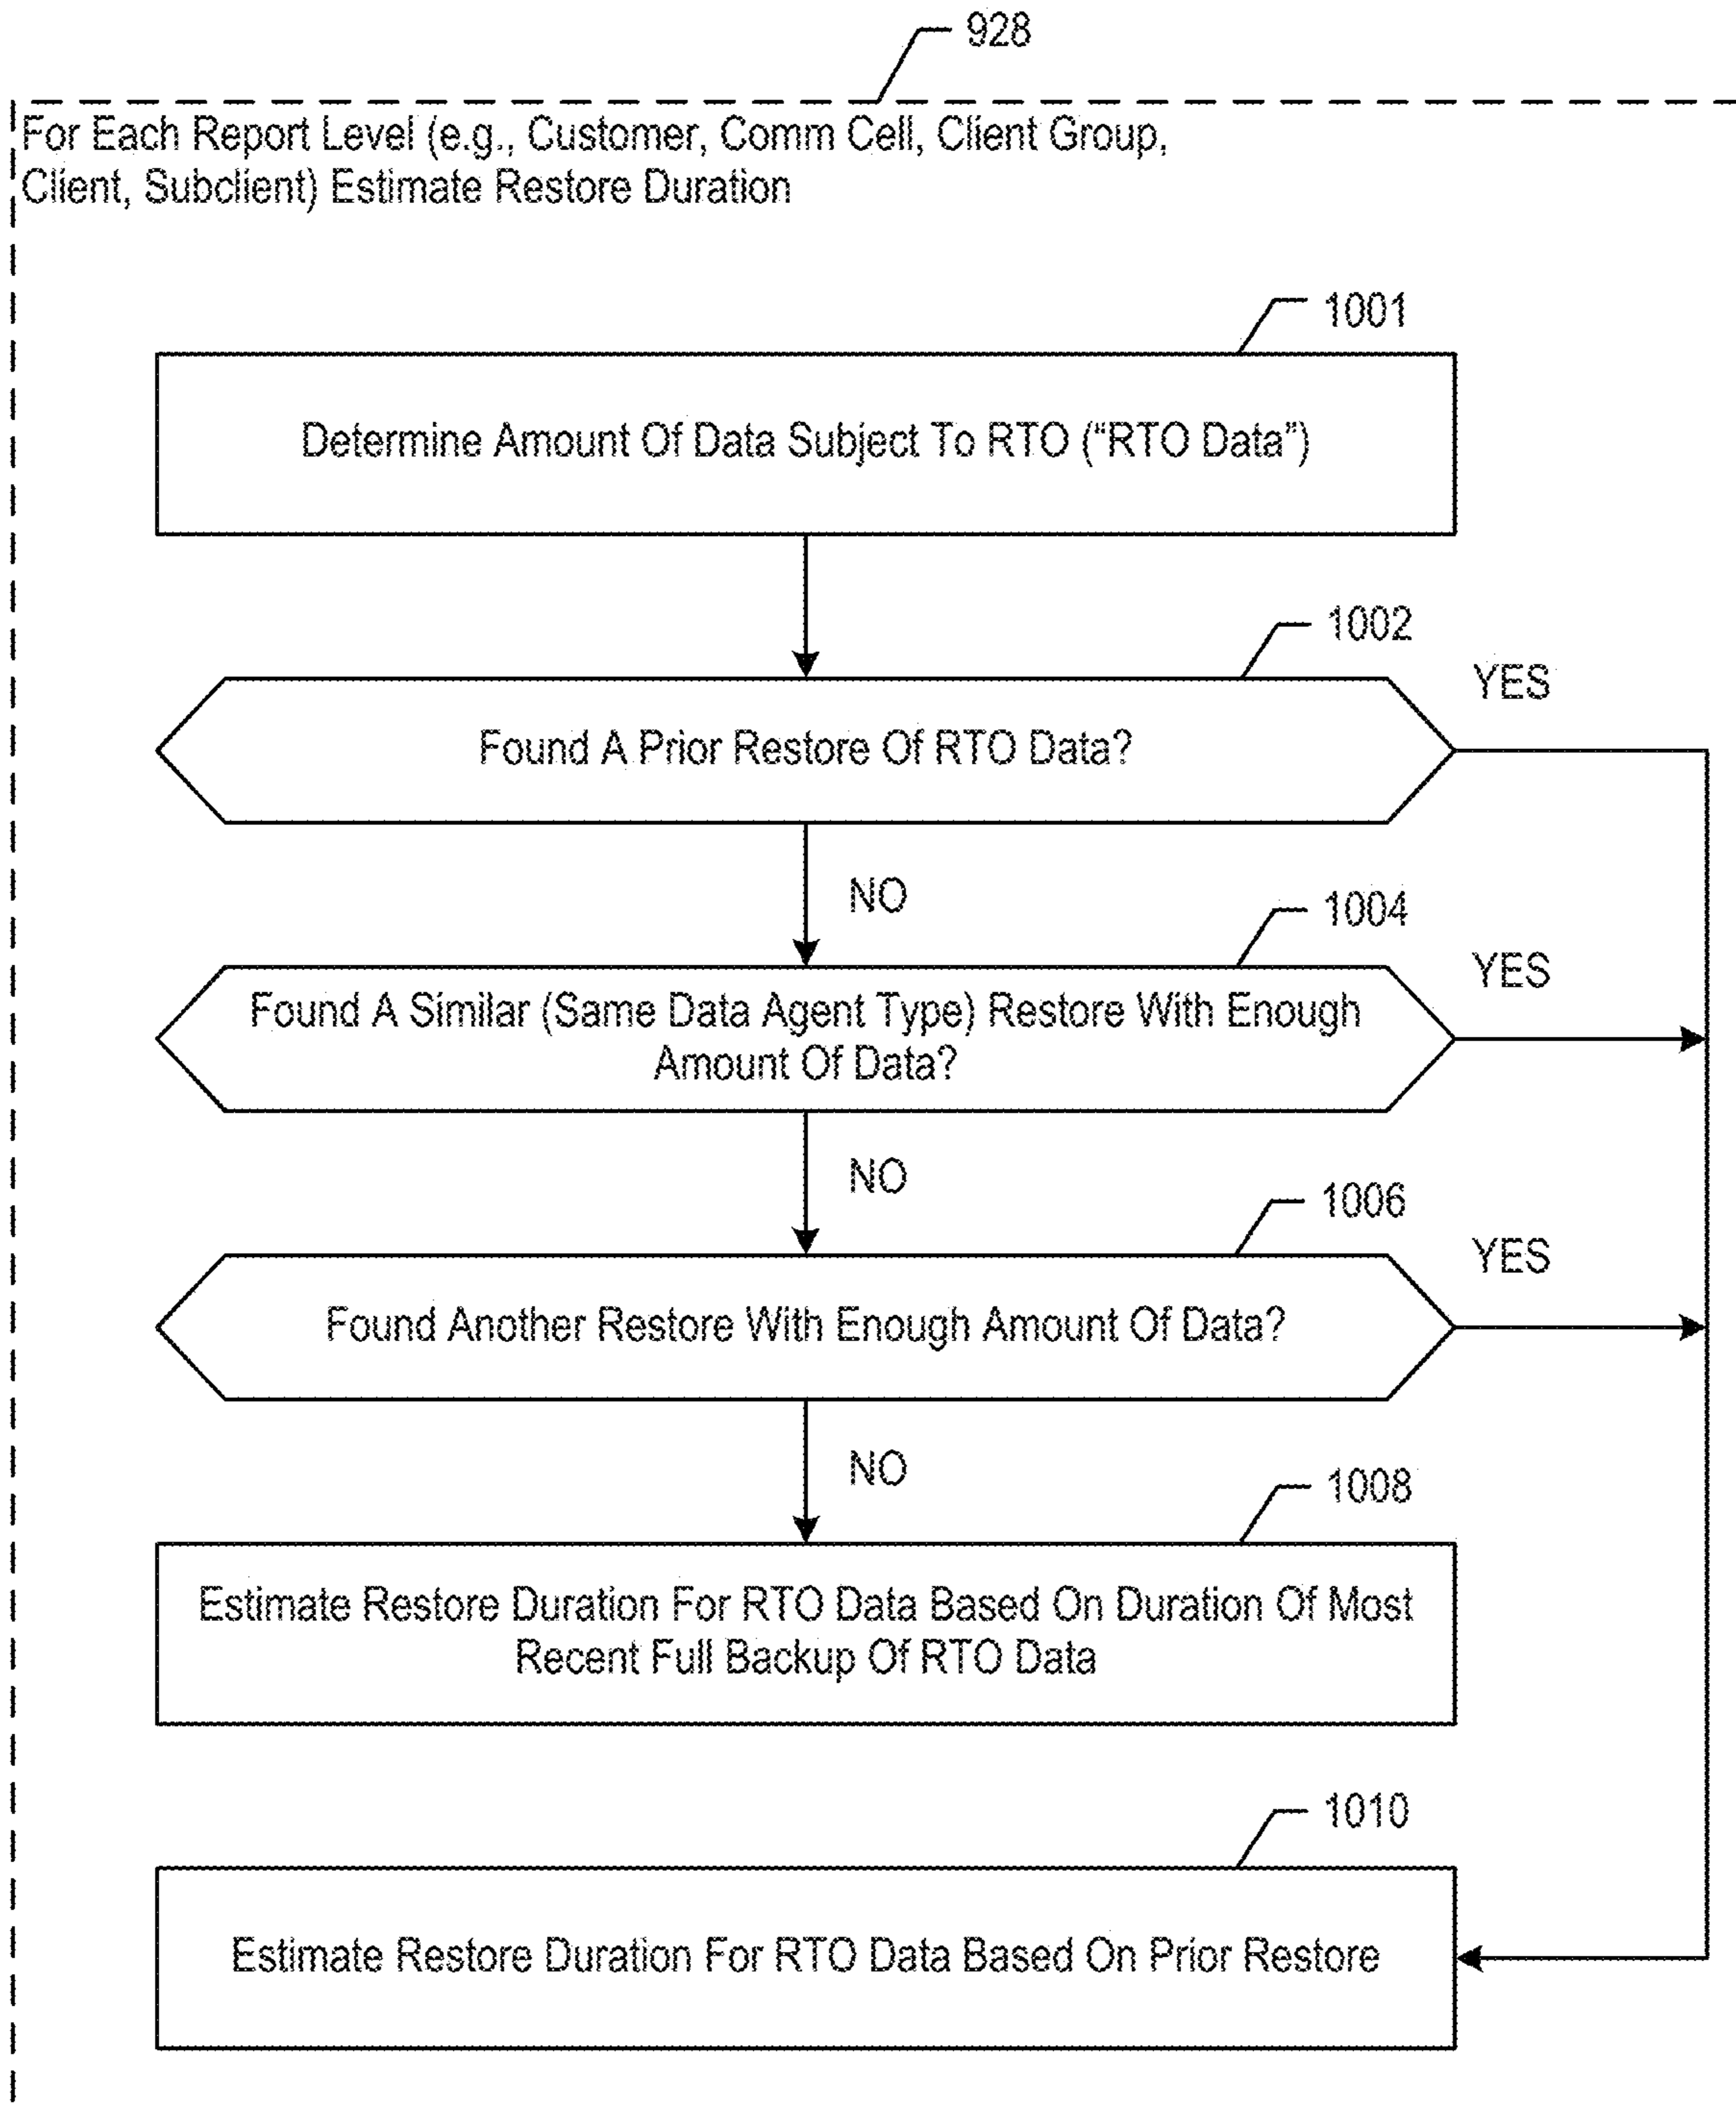 928
For Each Report Level (e.g., Customer, Comm Cell, Client Group,
Client, Subclient) Estimate Restore Duration
1001
Determine Amount Of Data Subject To RTO (“RTO Data”)
1002
YES
Found A Prior Restore Of RTO Data?
NO
1004
YES
Found A Similar (Same Data Agent Type) Restore With Enough
Amount Of Data?
NO
1006
YES
Found Another Restore With Enough Amount Of Data?
NO
1008
Estimate Restore Duration For RTO Data Based On Duration Of Most
Recent Full Backup Of RTO Data
1010
Estimate Restore Duration For RTO Data Based On Prior Restore